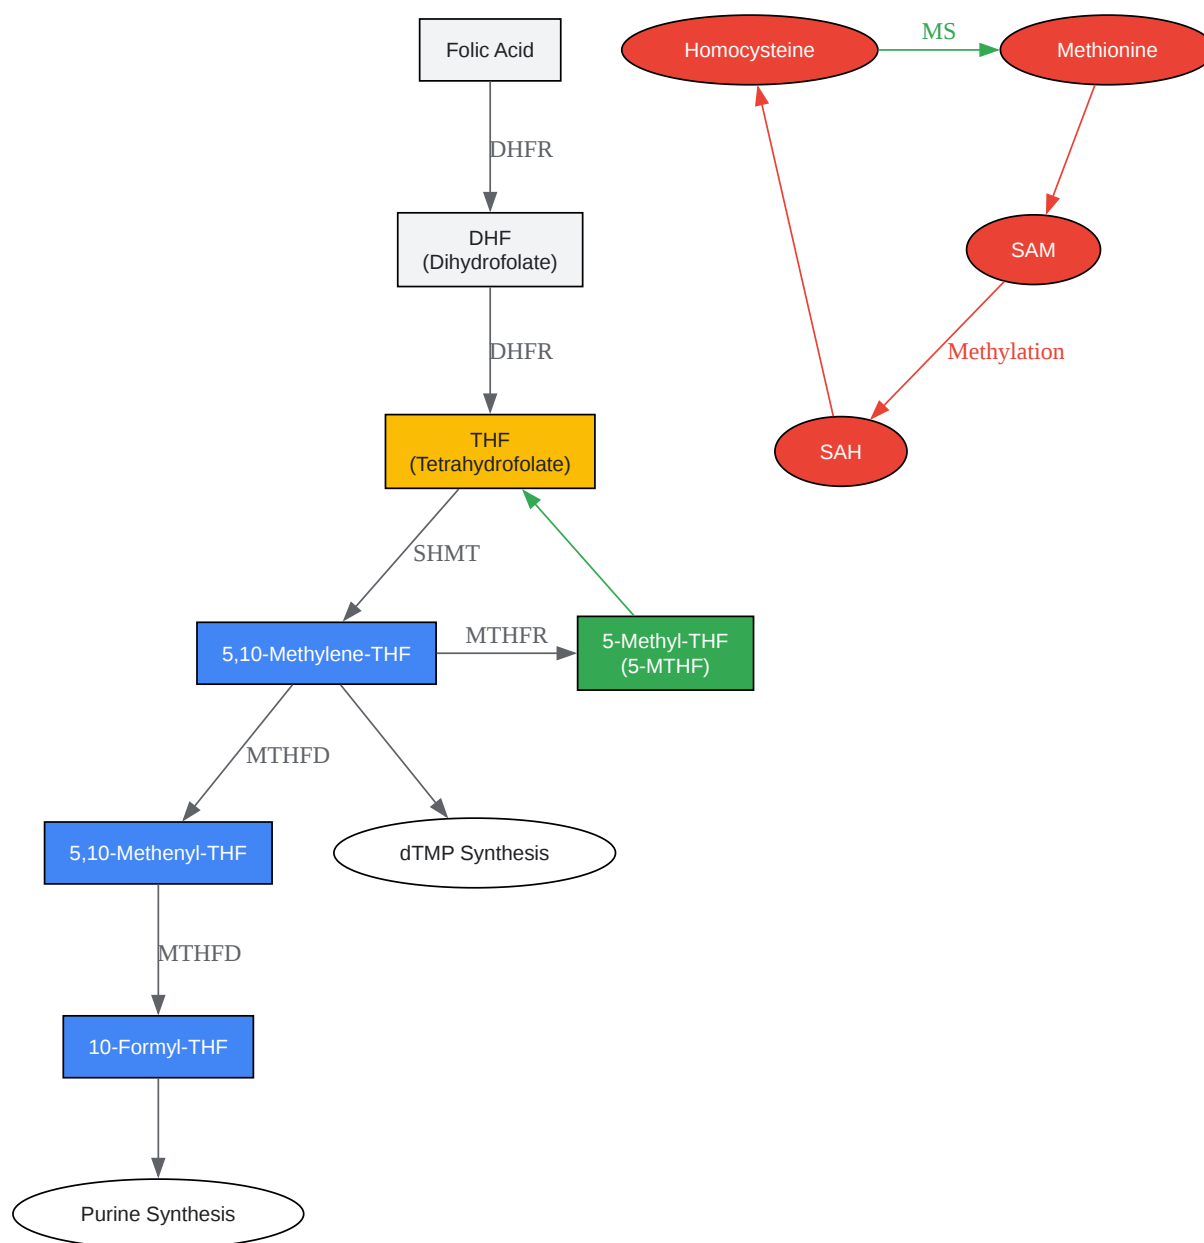 Folic Acid
Homocysteine
MS
Methionine
DHFR
DHF
(Dihydrofolate)
SAM
DHFR
Methylation
THF
(Tetrahydrofolate)
SAH
SHMT
5,10-Methylene-THF
MTHFR
5-Methyl-THF
(5-MTHF)
MTHFD
5,10-Methenyl-THF
dTMP Synthesis
MTHFD
10-Formyl-THF
Purine Synthesis